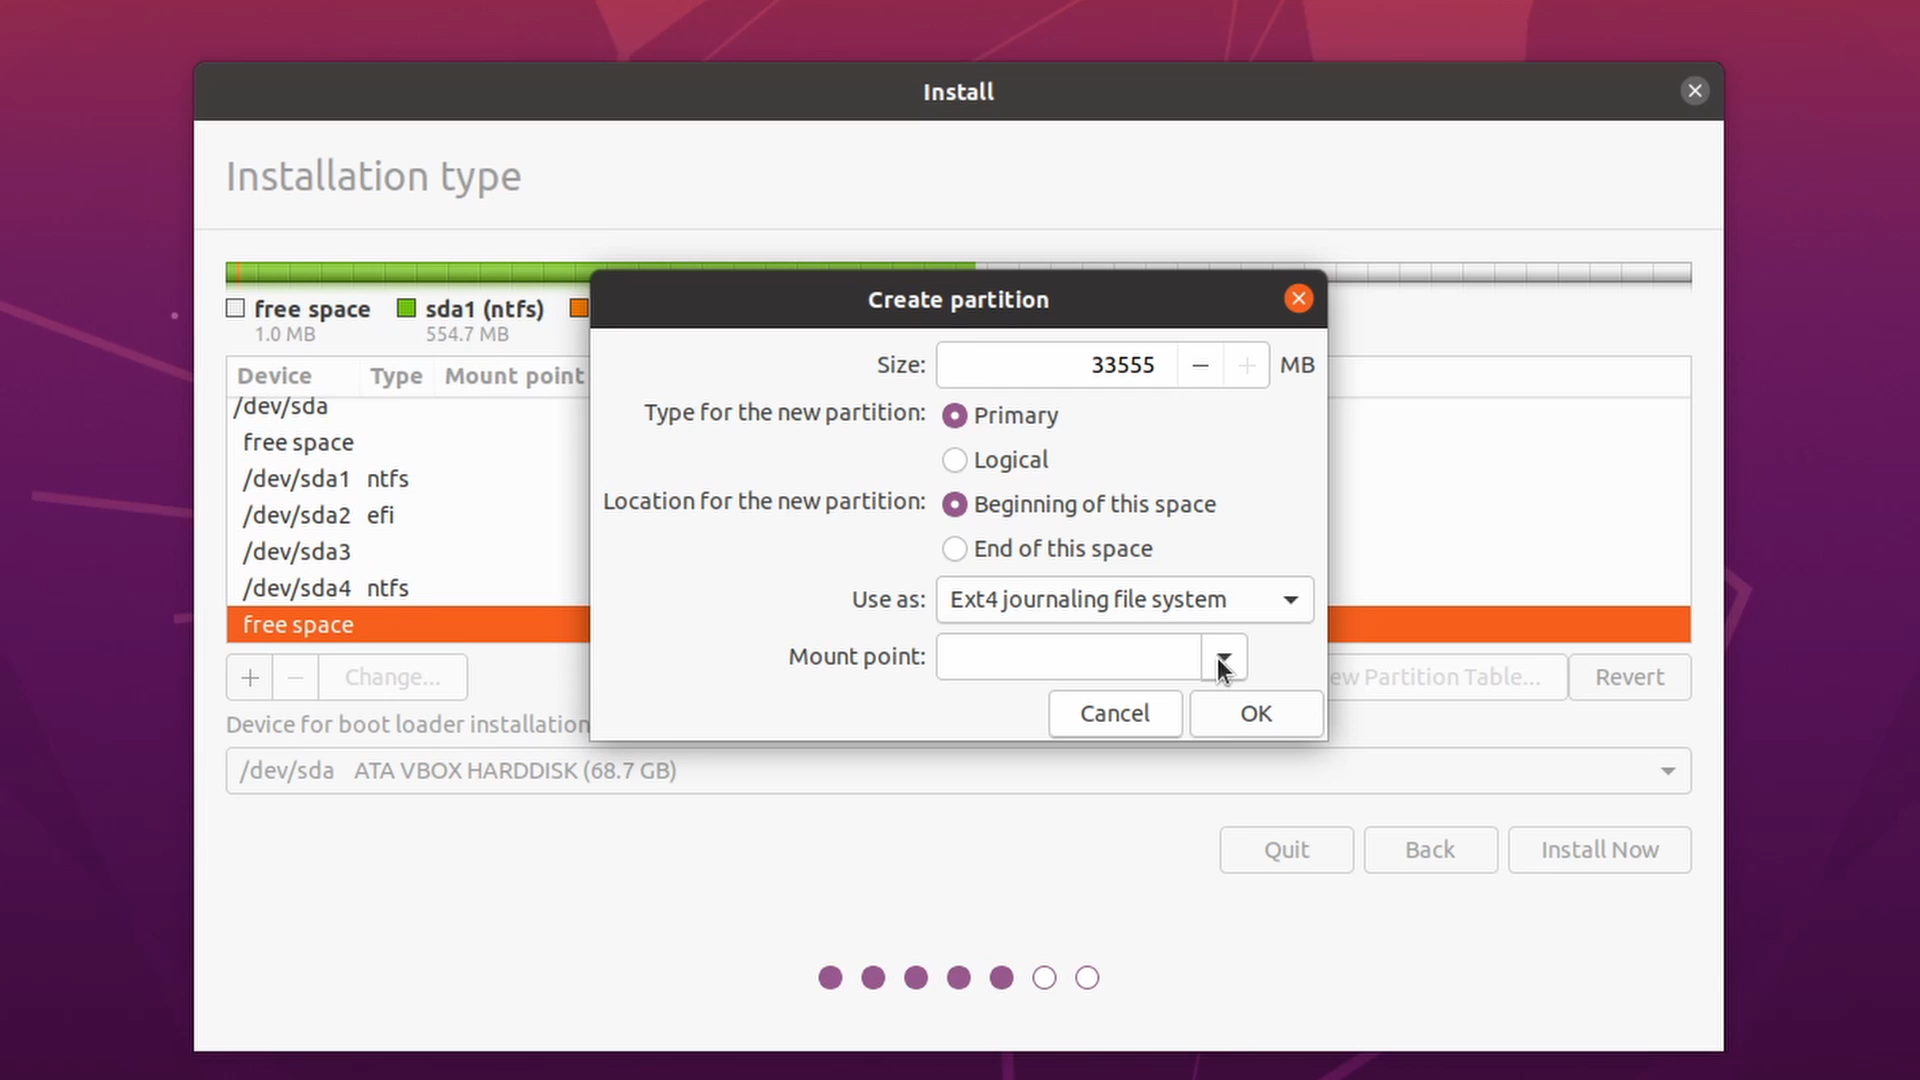 Install
Installation type
free space
1.0 MB
sda1 (ntfs)
554.7 MB
Device Type Mount point
/dev/sda
free space
/dev/sda1 ntfs
/dev/sda2 efi
/dev/sda3
/dev/sda4 ntfs
free space
+ − Change...
Partition Table...
Revert
Device for boot loader installation
/dev/sda ATA VBOX HARDDISK (68.7 GB)
Quit
Back
Install Now
Create partition
Size: 33555 − + MB
Type for the new partition: Primary
Logical
Location for the new partition: Beginning of this space
End of this space
Use as: Ext4 journaling file system
Mount point:
Cancel
OK